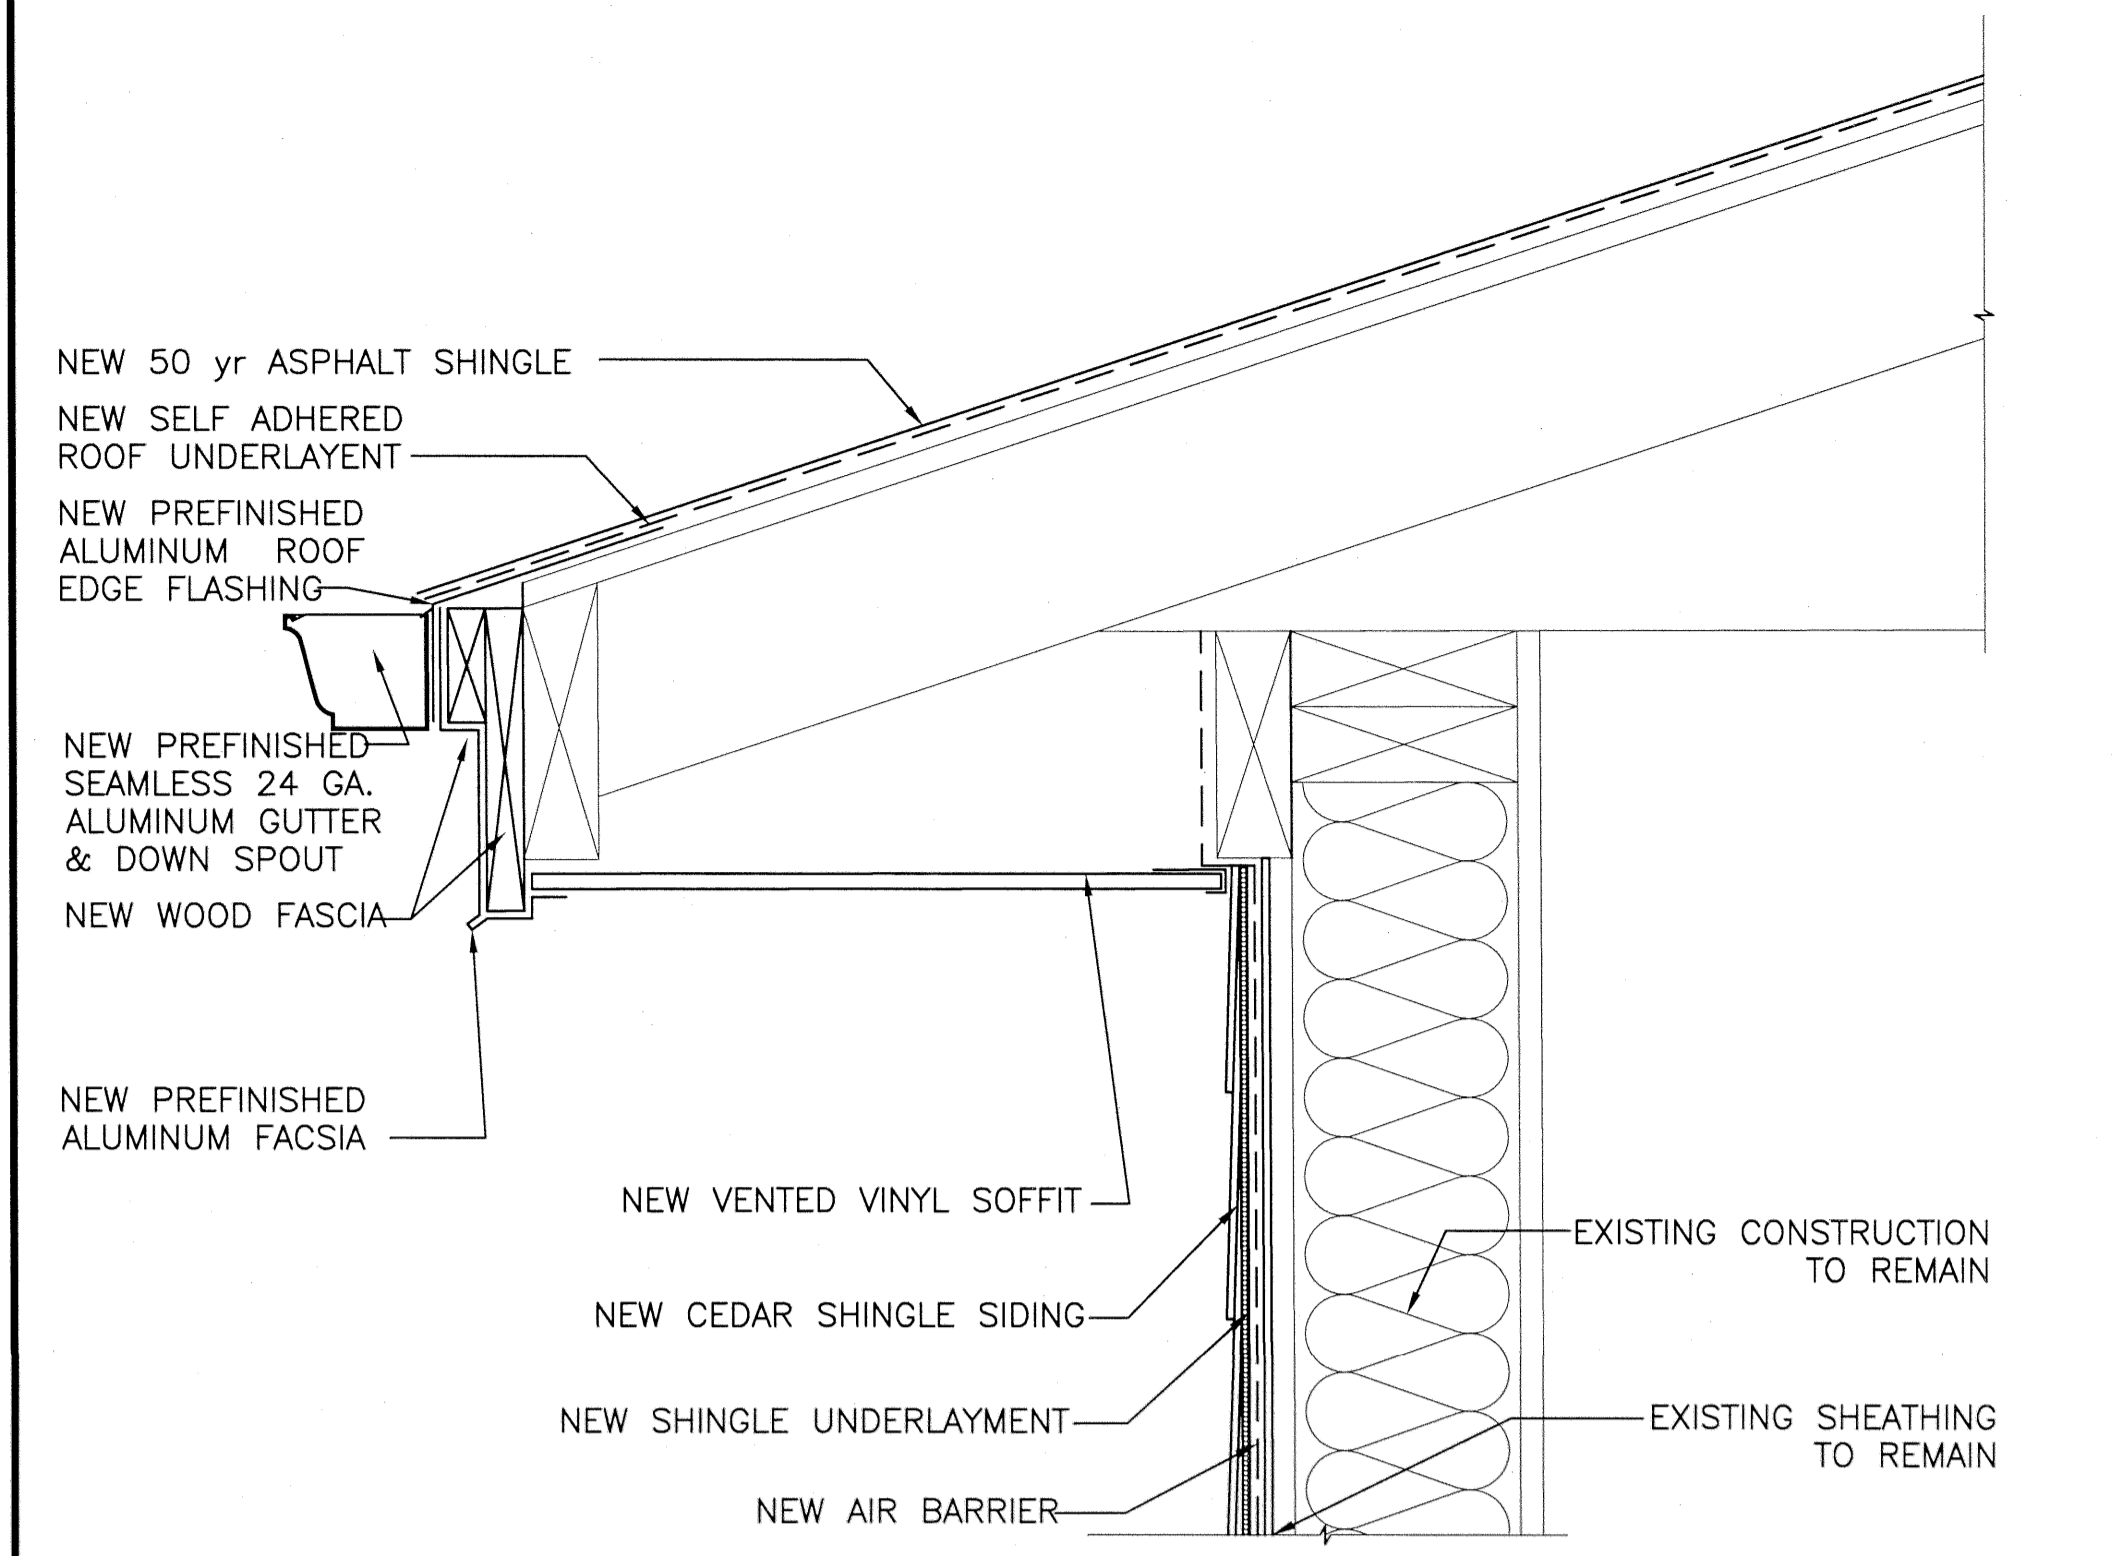 NEW 50 yr ASPHALT SHINGLE
NEW SELF ADHERED
ROOF UNDERLAYENT
NEW PREFINISHED
ALUMINUM ROOF
EDGE FLASHING
NEW PREFINISHED
SEAMLESS 24 GA.
ALUMINUM GUTTER
& DOWN SPOUT
NEW WOOD FASCIA
NEW PREFINISHED
ALUMINUM FACSIA
NEW VENTED VINYL SOFFIT
NEW CEDAR SHINGLE SIDING
NEW SHINGLE UNDERLAYMENT
NEW AIR BARRIER
EXISTING CONSTRUCTION
TO REMAIN
EXISTING SHEATHING
TO REMAIN